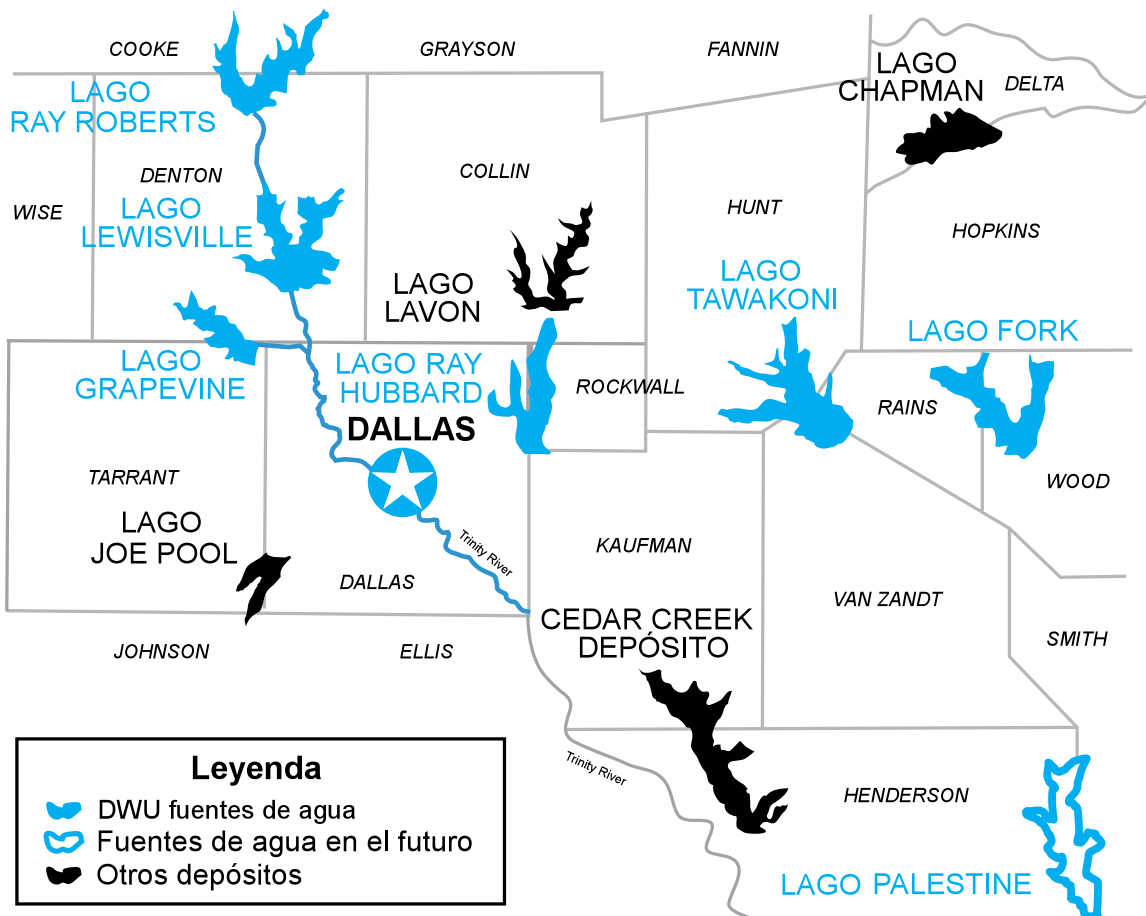 COOKE
GRAYSON
FANNIN
LAGO
CHAPMAN
DELTA
LAGO
RAY ROBERTS
DENTON
COLLIN
WISE
LAGO
LEWISVILLE
HUNT
HOPKINS
LAGO
LAVON
LAGO
TAWAKONI
LAGO FORK
LAGO
GRAPEVINE
LAGO RAY
HUBBARD
ROCKWALL
RAINS
DALLAS
TARRANT
WOOD
LAGO
JOE POOL
Trinity River
KAUFMAN
DALLAS
VAN ZANDT
CEDAR CREEK
DEPÓSITO
JOHNSON
ELLIS
SMITH
Trinity River
HENDERSON
LAGO PALESTINE
Leyenda
DWU fuentes de agua
Fuentes de agua en el futuro
Otros depósitos